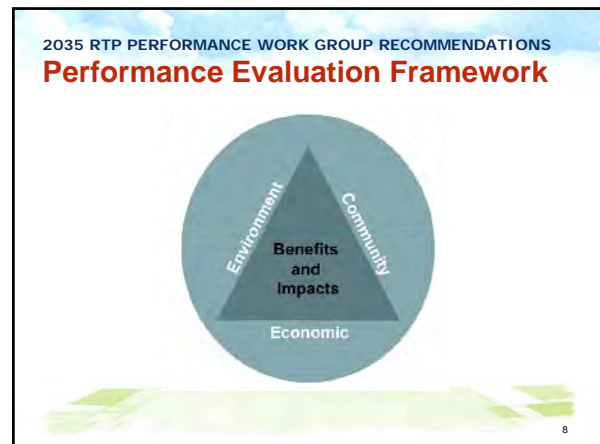 2035 RTP PERFORMANCE WORK GROUP RECOMMENDATIONS
Performance Evaluation Framework
Environment
Community
Benefits
and
Impacts
Economic
8